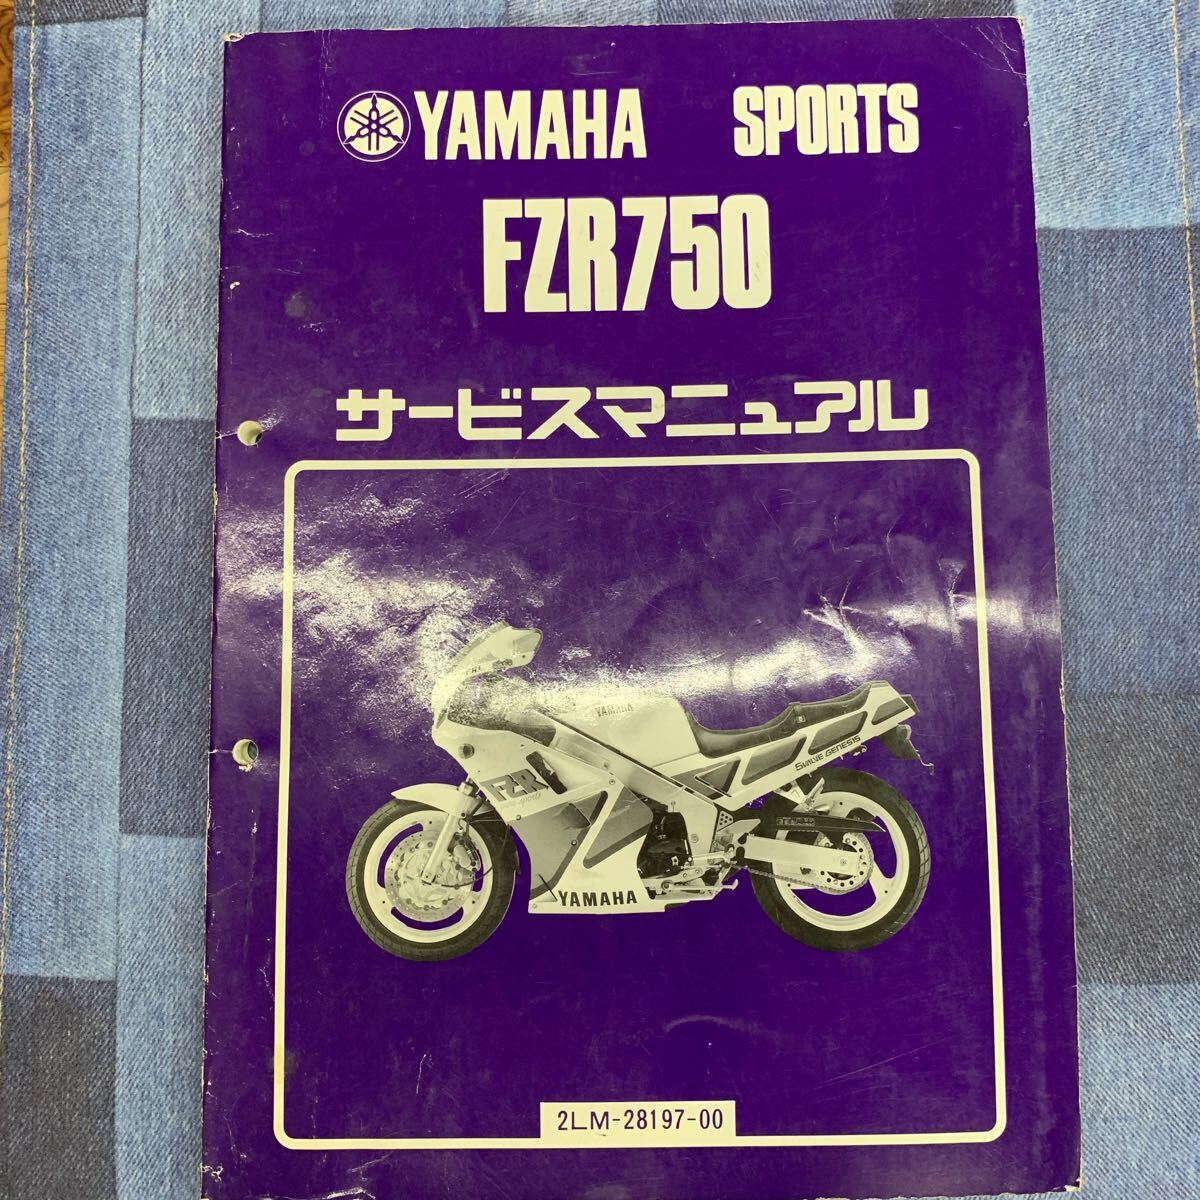 YAMAHA SPORTS
FZR750
サービスマニュアル
YAMAHA
5VALVE GENESIS
FZR
YAMAHA
2LM-28197-00